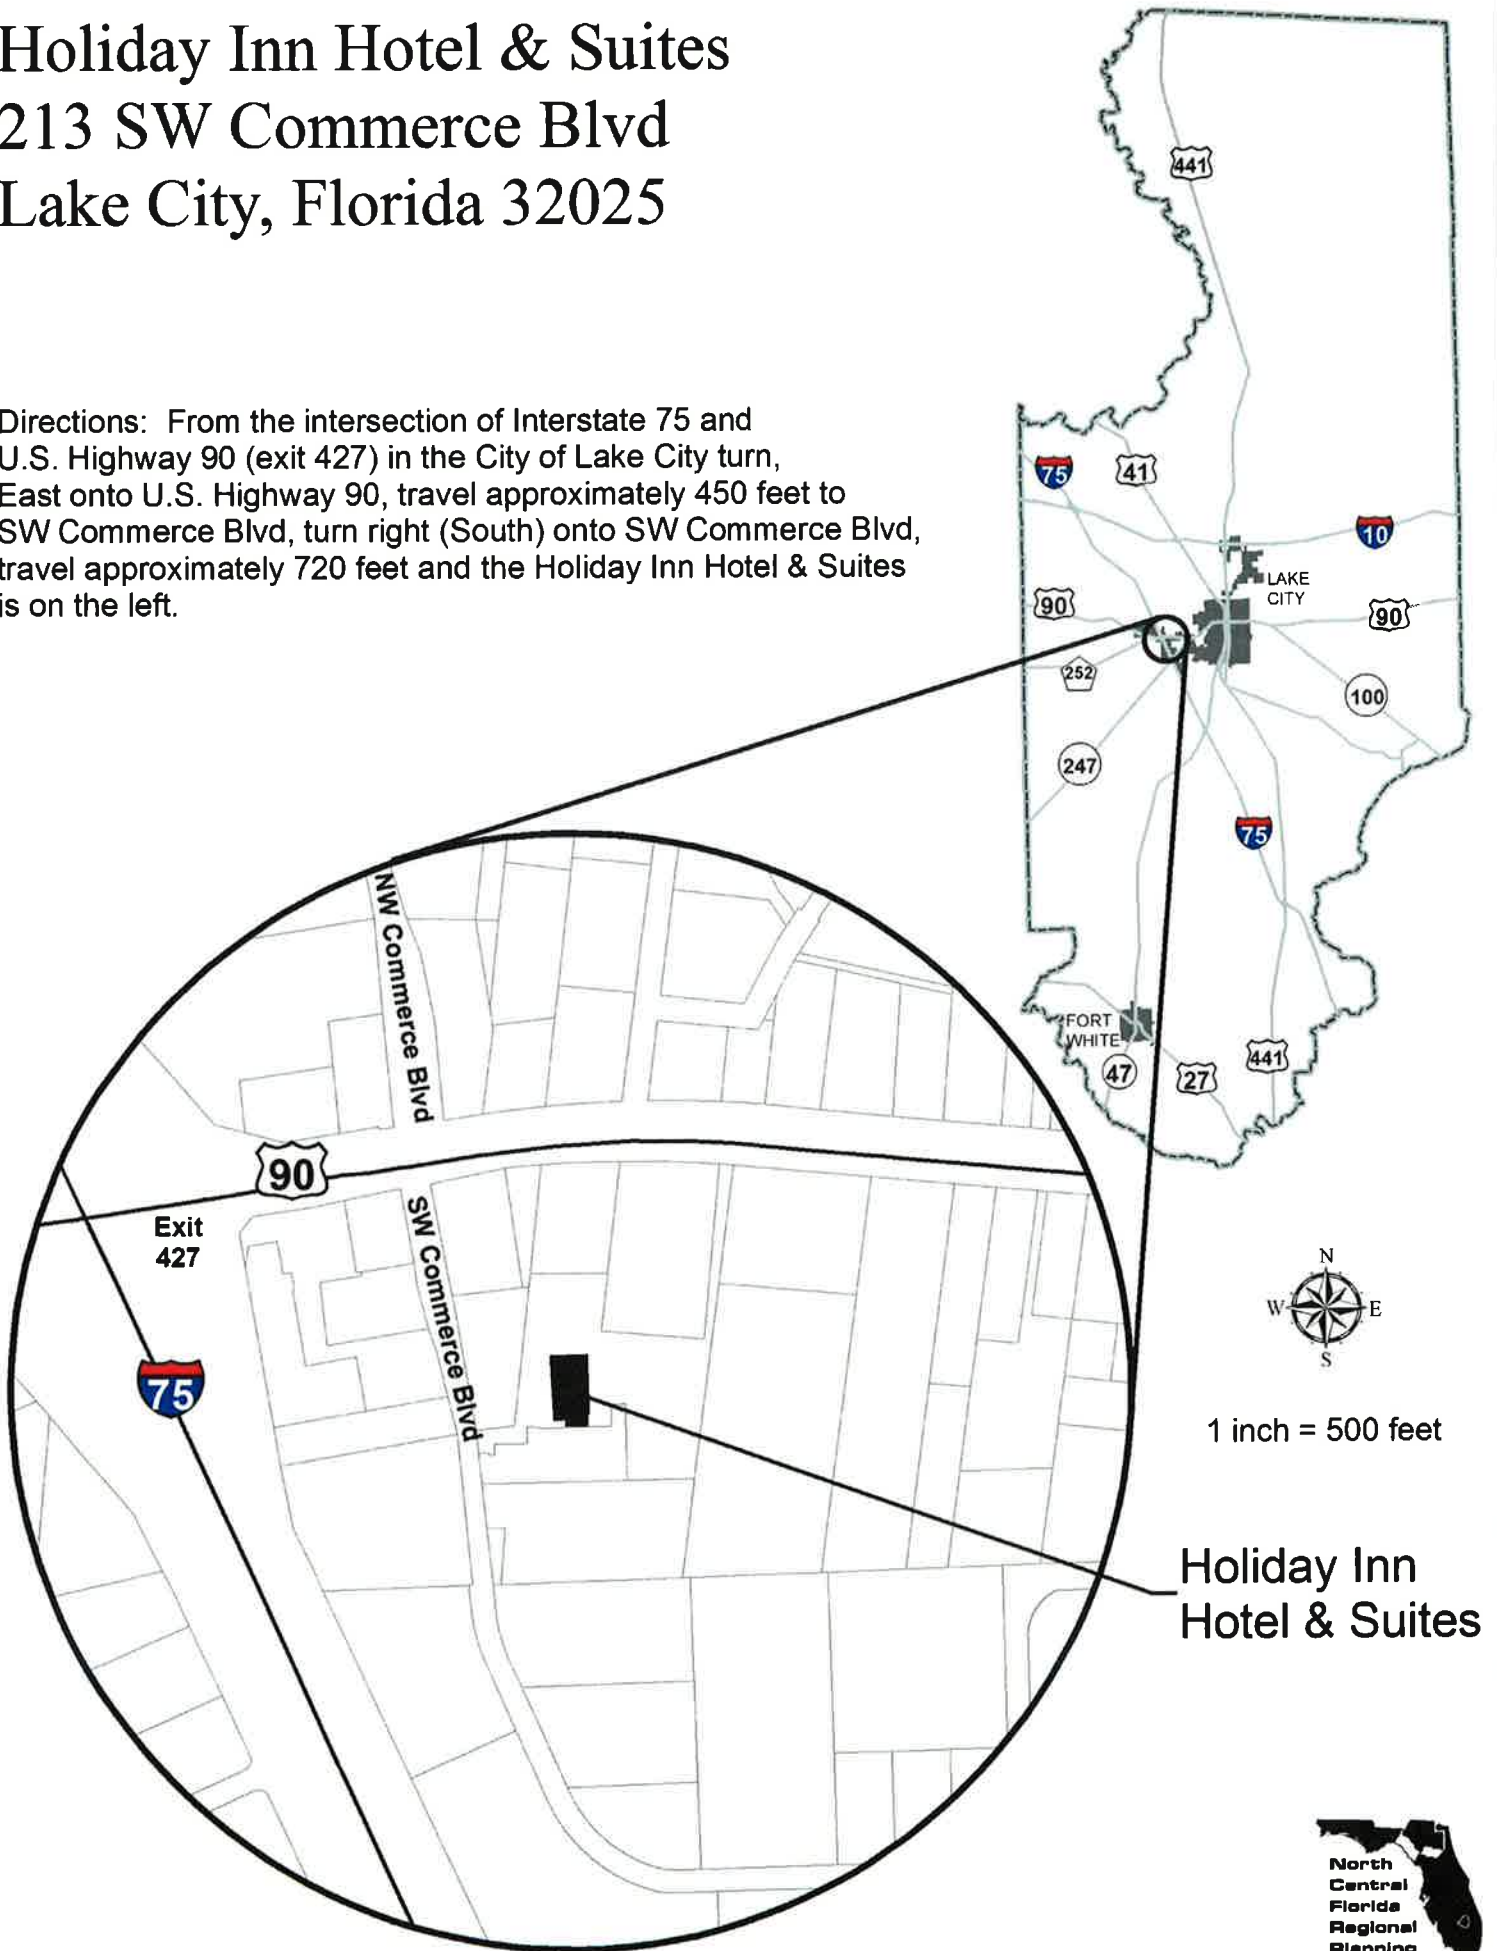 Holiday Inn Hotel & Suites
213 SW Commerce Blvd
Lake City, Florida 32025
Directions: From the intersection of Interstate 75 and
U.S. Highway 90 (exit 427) in the City of Lake City turn,
East onto U.S. Highway 90, travel approximately 450 feet to
SW Commerce Blvd, turn right (South) onto SW Commerce Blvd,
travel approximately 720 feet and the Holiday Inn Hotel & Suites
is on the left.
441
75
41
10
LAKE
CITY
90
90
252
100
247
75
FORT
WHITE
47
27
441
NW Commerce Blvd
90
Exit
427
SW Commerce Blvd
75
N
W
E
S
1 inch = 500 feet
Holiday Inn
Hotel & Suites
North
Central
Florida
Regional
Planning